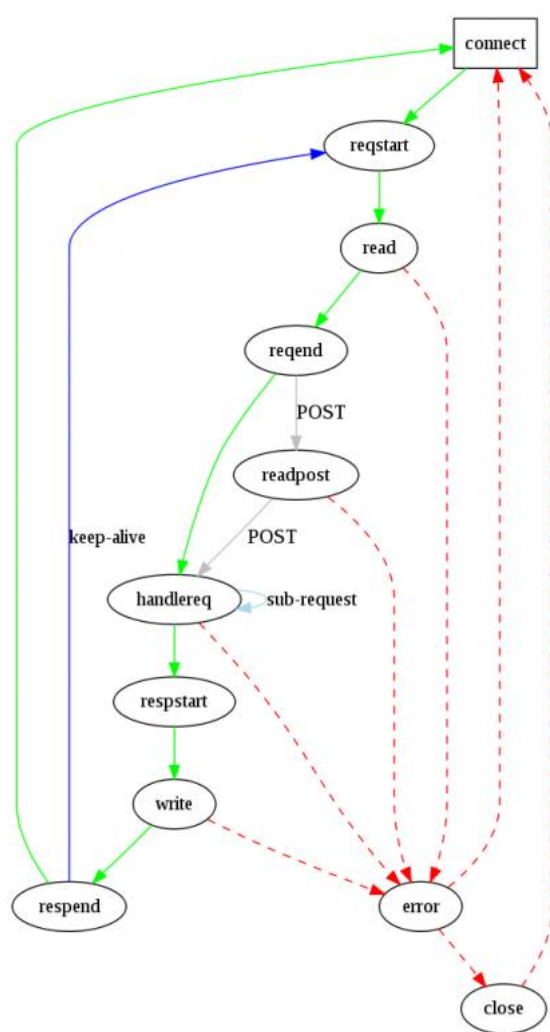 connect
reqstart
read
reqend
POST
readpost
keep-alive
POST
handlereq
sub-request
respstart
write
respend
error
close